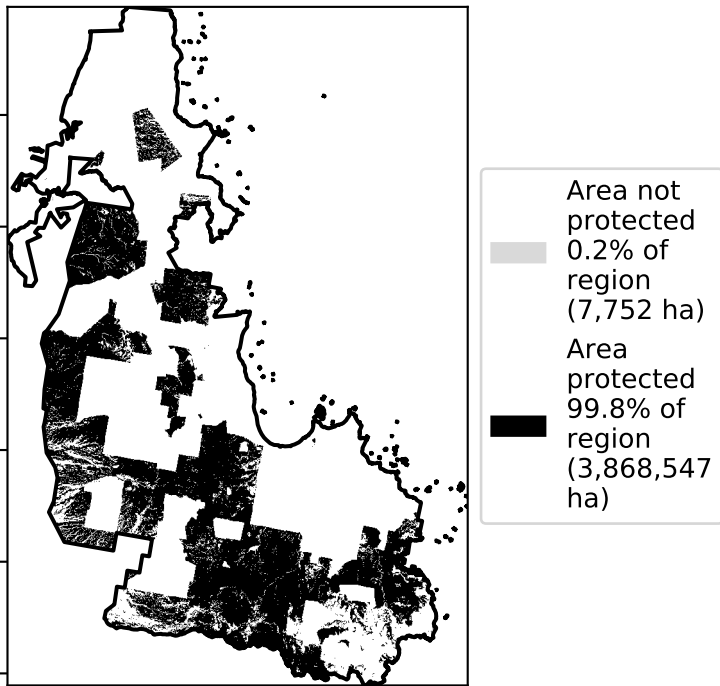 Area not
protected
0.2% of
region
(7,752 ha)
Area
protected
99.8% of
region
(3,868,547
ha)